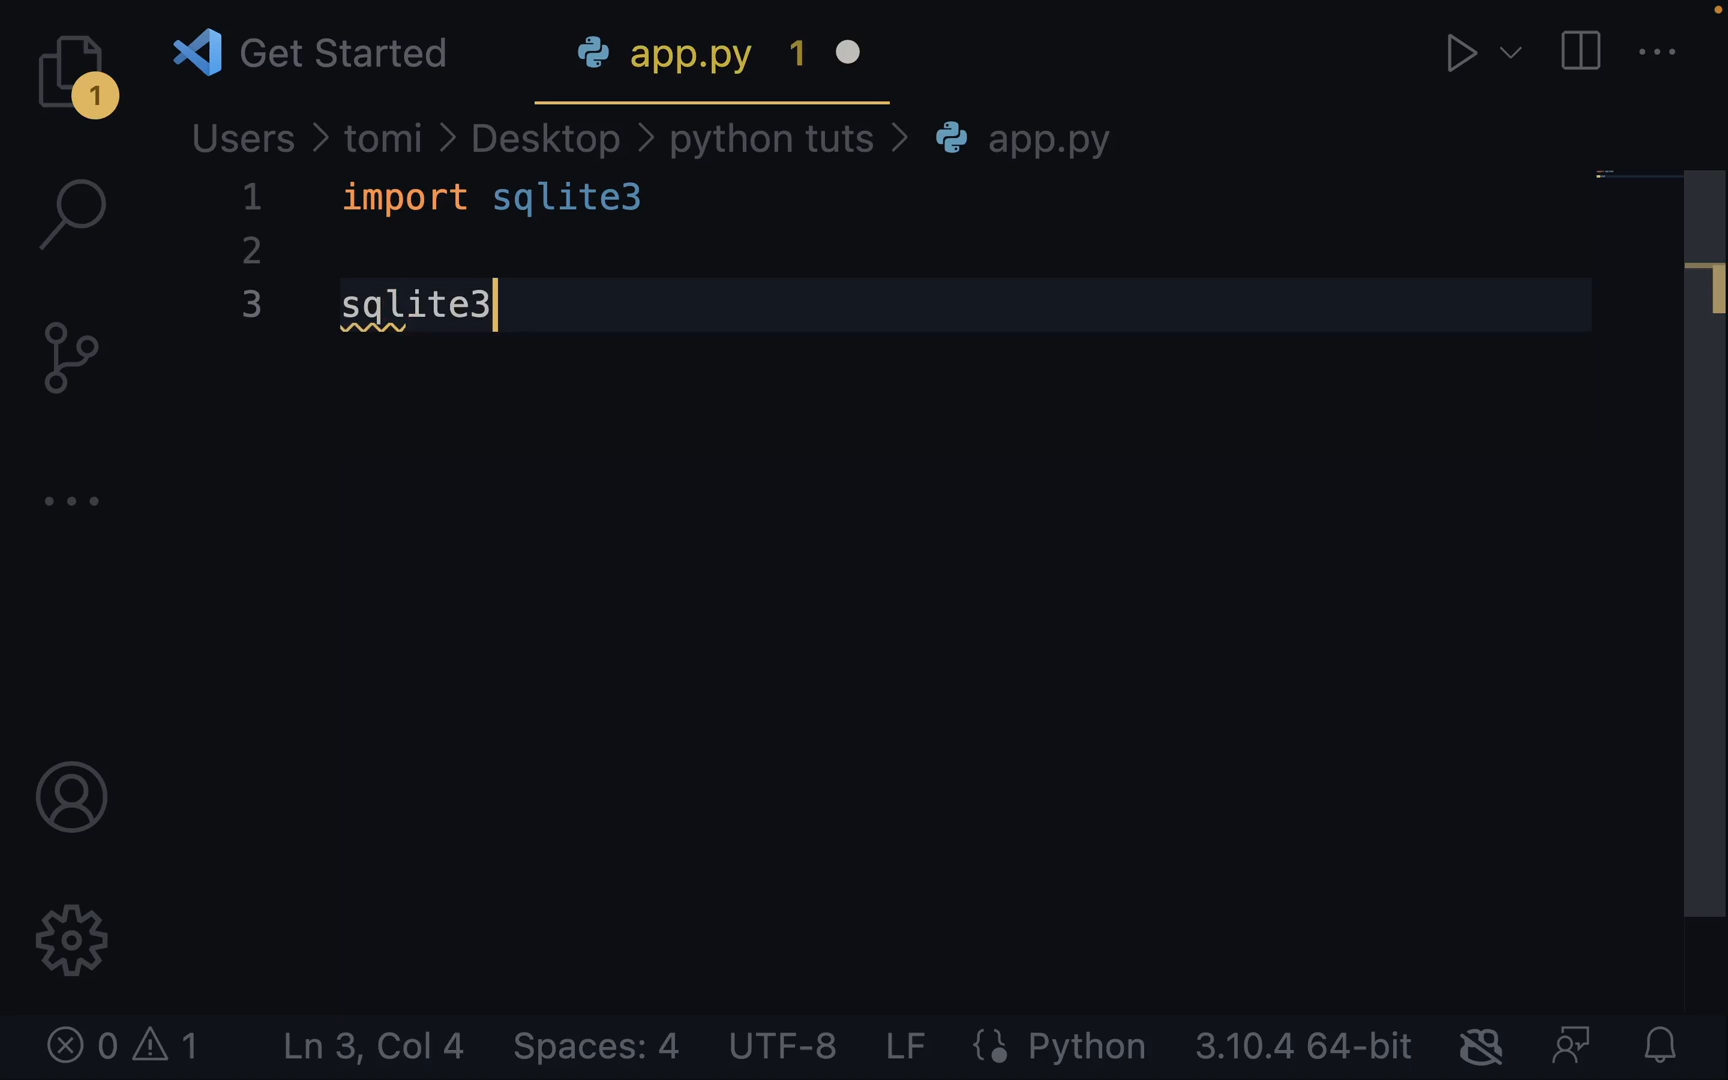 Get Started
app.py 1
1
Users > tomi > Desktop > python tuts > app.py
1 import sqlite3
2
3 sqlite3
0 1 Ln 3, Col 4 Spaces: 4 UTF-8 LF Python 3.10.4 64-bit